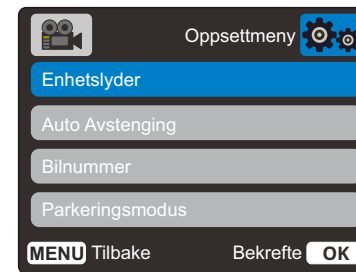 Oppsettmeny
Enhetslyder
Auto Avstenging
Bilnummer
Parkeringsmodus
MENU Tilbake Bekrefte OK